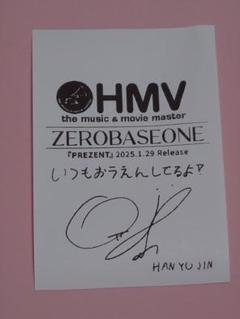 HMV
the music & movie master
ZEROBASEONE
『PREZENT』 2025.1.29 Release
いつもおうえんしてるよ?
HAN YU JIN